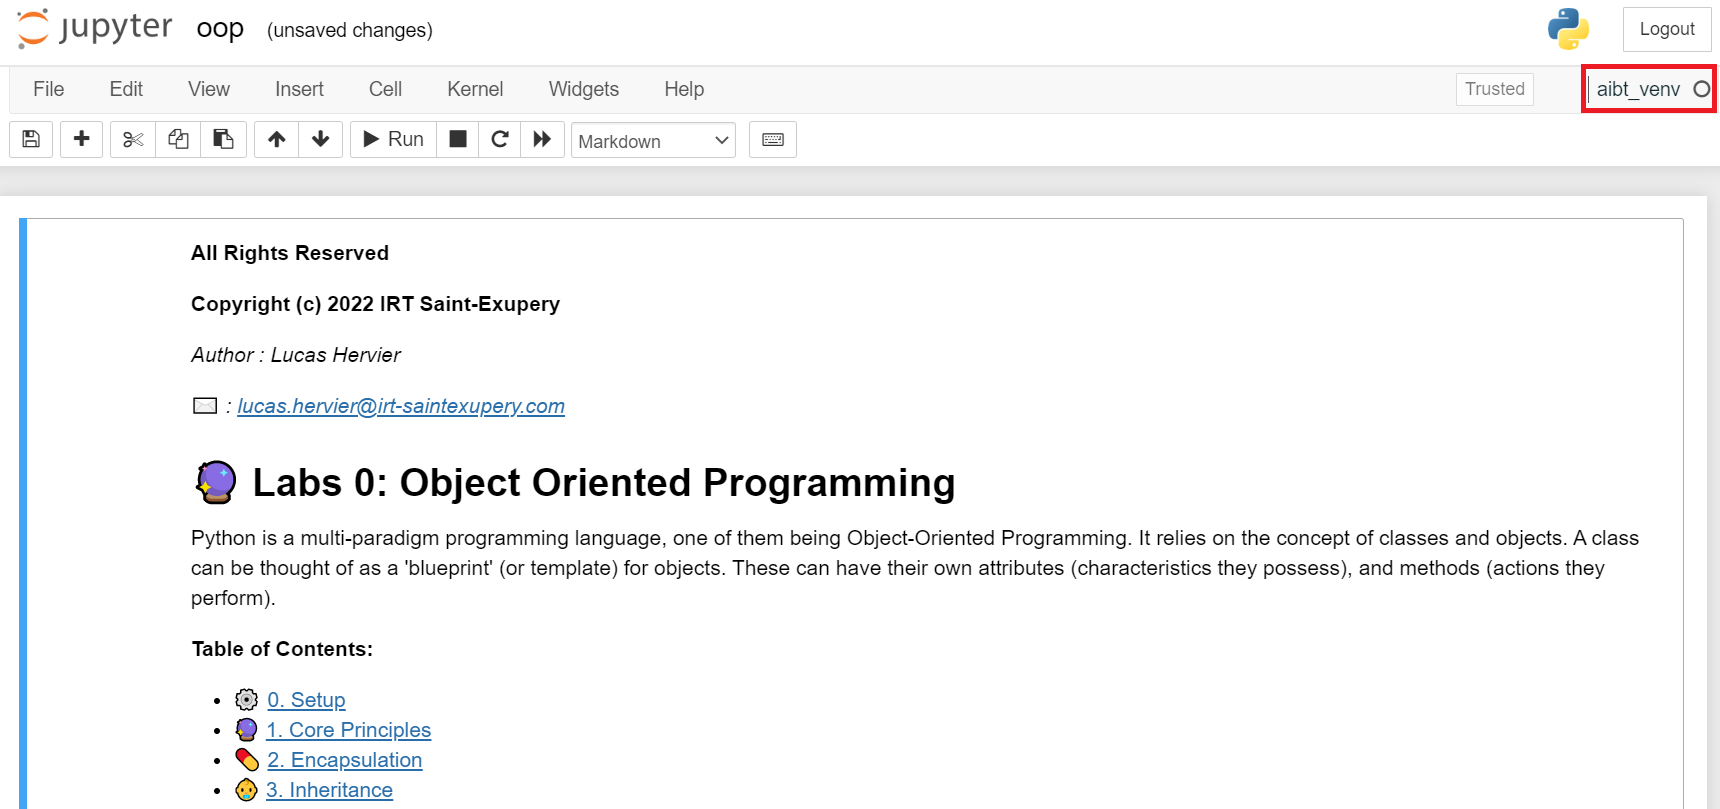 jupyter oop (unsaved changes) Logout
File Edit View Insert Cell Kernel Widgets Help Trusted aibt_venv
Run Markdown
All Rights Reserved
Copyright (c) 2022 IRT Saint-Exupery
Author : Lucas Hervier
: lucas.hervier@irt-saintexupery.com
Labs 0: Object Oriented Programming
Python is a multi-paradigm programming language, one of them being Object-Oriented Programming. It relies on the concept of classes and objects. A class
can be thought of as a 'blueprint' (or template) for objects. These can have their own attributes (characteristics they possess), and methods (actions they
perform).
Table of Contents:
0. Setup
1. Core Principles
2. Encapsulation
3. Inheritance